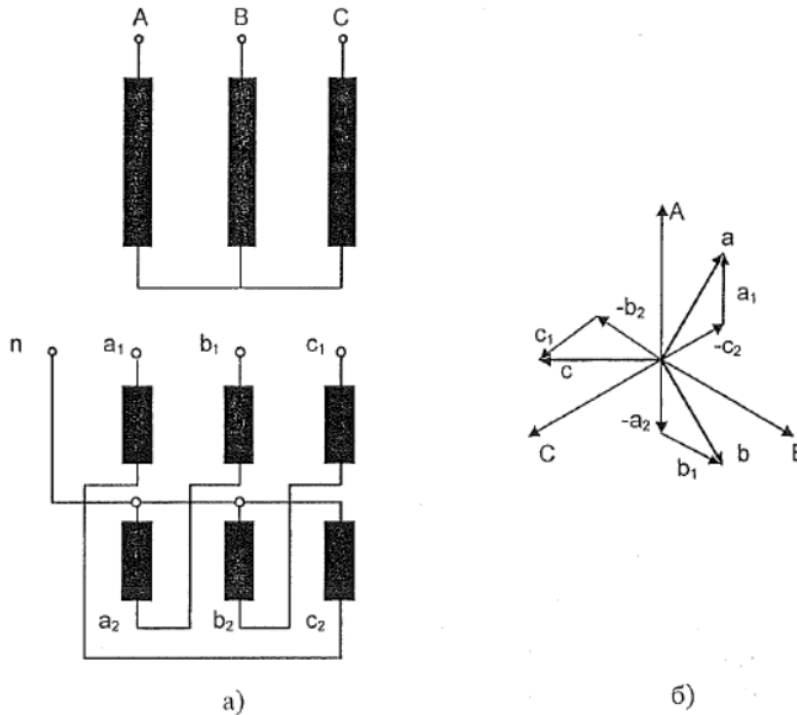 A B C
n a₁ b₁ c₁
a₂ b₂ c₂
а)
A
a
-b₂
a₁
c₁
-c₂
c
-a₂
C b₁ b B
б)